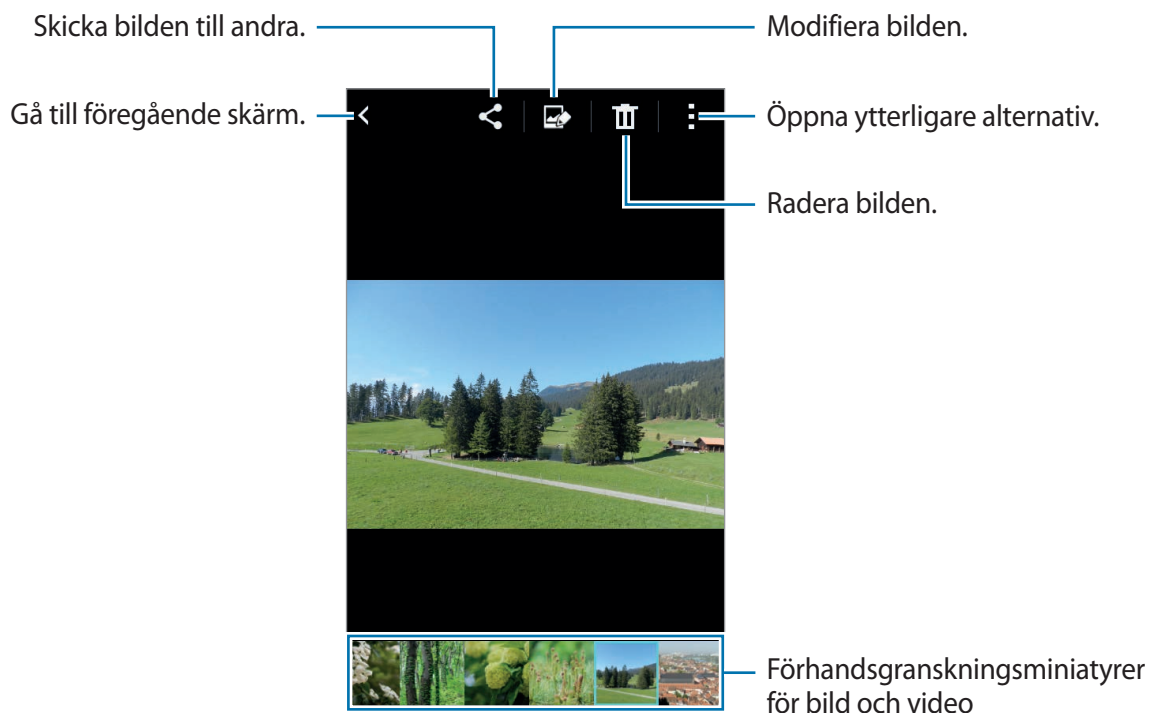 Skicka bilden till andra.
Modifiera bilden.
Gå till föregående skärm.
Öppna ytterligare alternativ.
Radera bilden.
Förhandsgranskningsminiatyrer
för bild och video